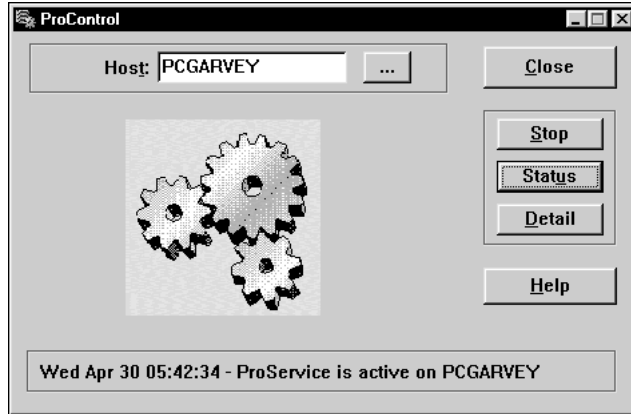 ProControl
Host: PCGARVEY ...
Close
Stop
Status
Detail
Help
Wed Apr 30 05:42:34 - ProService is active on PCGARVEY